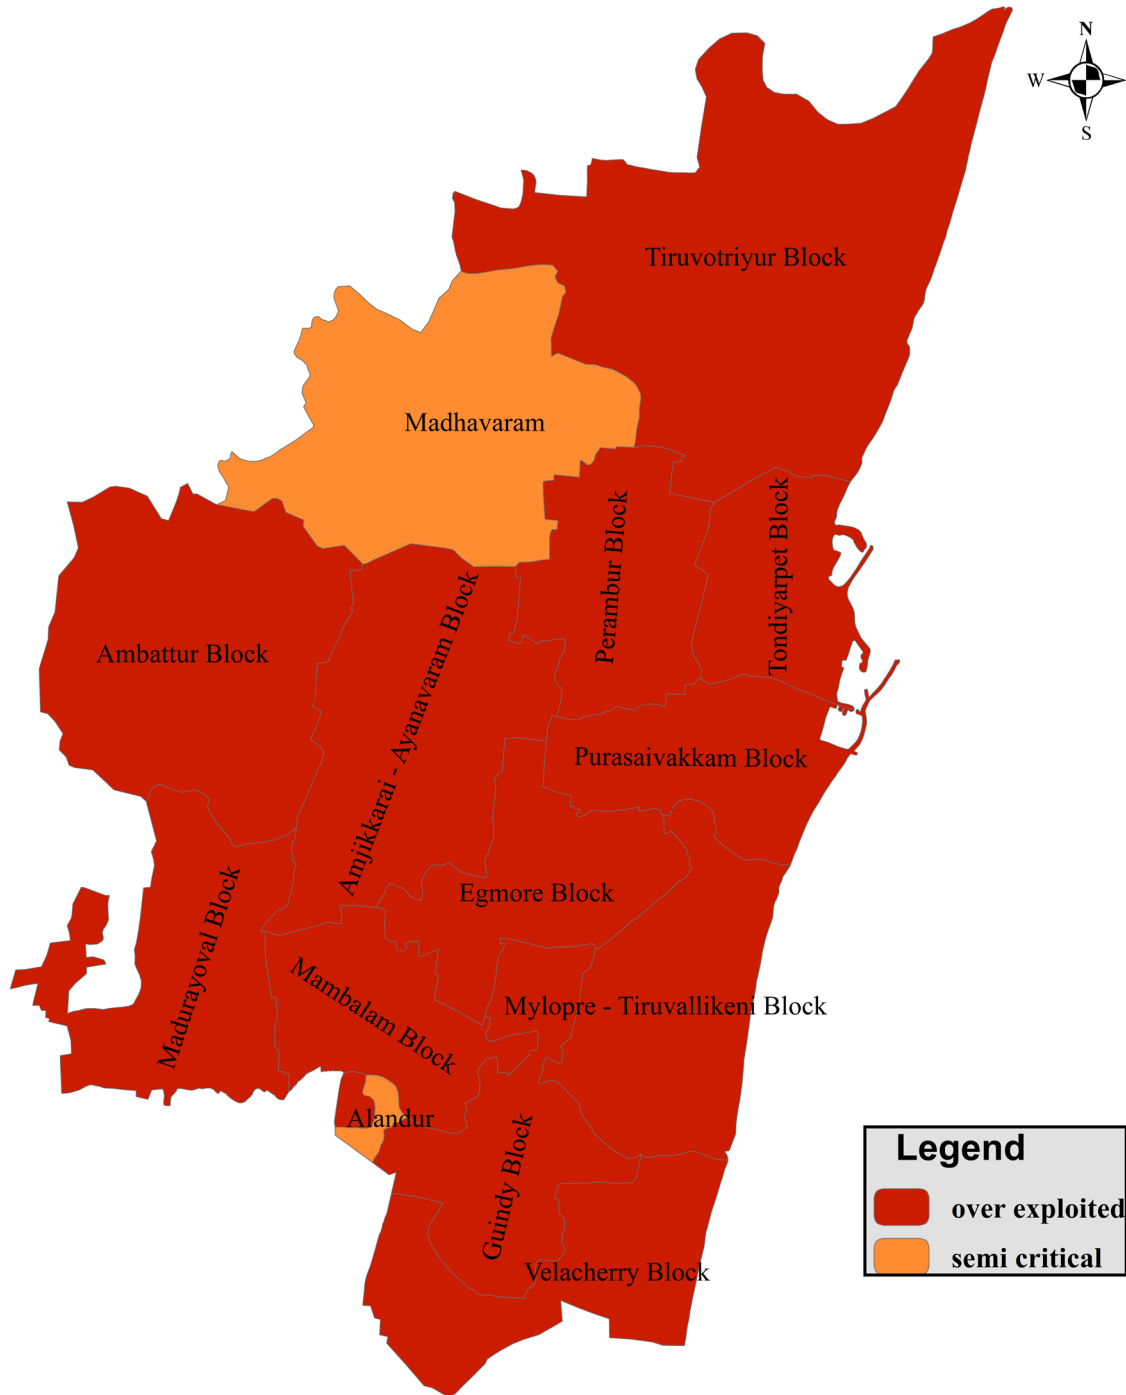 N
W
S
Tiruvotriyur Block
Madhavaram
Perambur Block
Tondiyarpet Block
Ambattur Block
Amjikkarai - Ayanavaram Block
Purasaivakkam Block
Egmore Block
Madurayoval Block
Mambalam Block
Mylopre - Tiruvallikeni Block
Alandur
Guindy Block
Velacherry Block
Legend
over exploited
semi critical